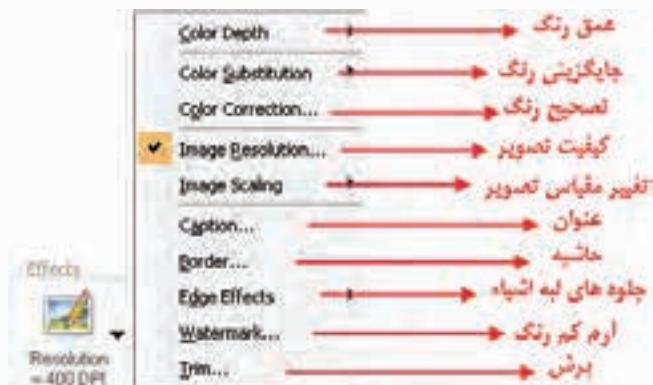 Color Depth عمق رنگ
Color Substitution جایگزینی رنگ
Color Correction... تصحیح رنگ
Image Resolution... کیفیت تصویر
Image Scaling تغییر مقیاس تصویر
Caption... عنوان
Border... حاشیه
Edge Effects جلوه های لبه اشیاء
Watermark... آرم کم رنگ
Trim... برش
Effects
Resolution
= 400 DPI